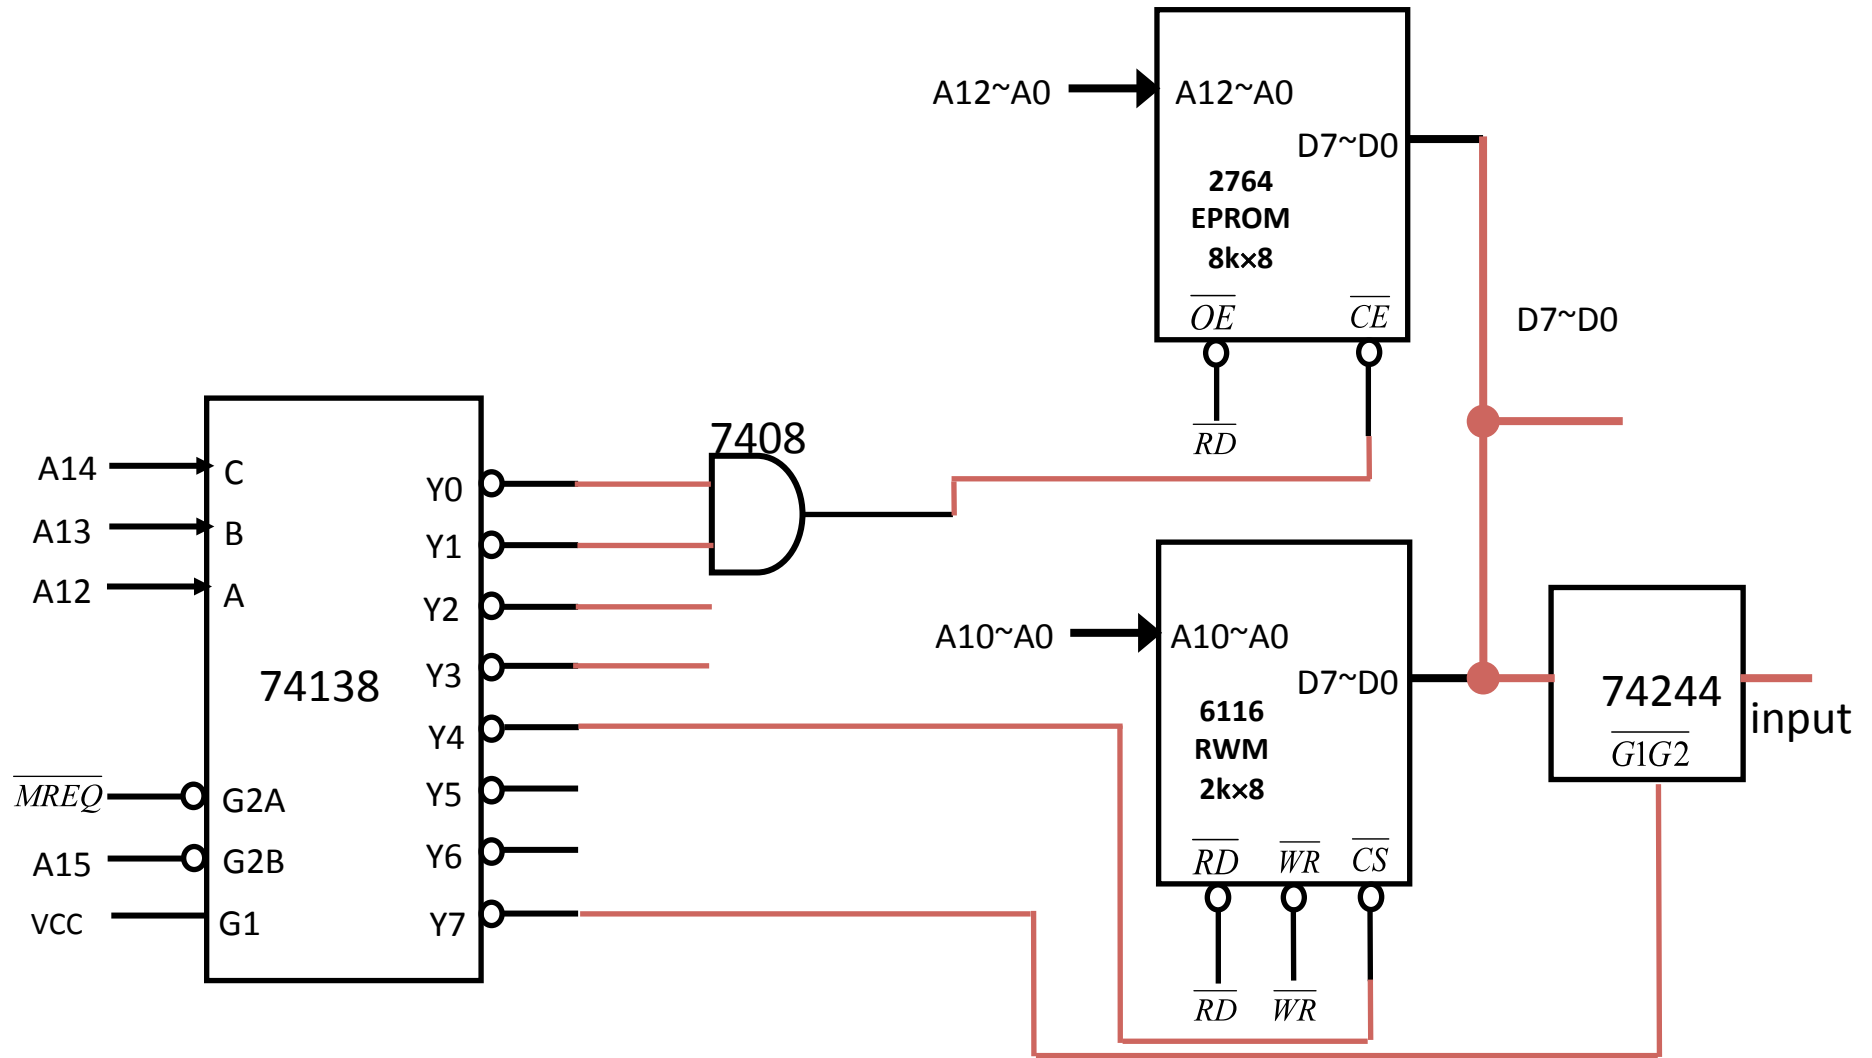 A12~A0
A12~A0
D7~D0
2764
EPROM
8k×8
OE
CE
RD
D7~D0
7408
A14
C
Y0
A13
B
Y1
A12
A
Y2
Y3
74138
Y4
MREQ
G2A
Y5
A15
G2B
Y6
VCC
G1
Y7
A10~A0
A10~A0
D7~D0
6116
RWM
2k×8
RD
WR
CS
RD
WR
74244
G1G2
input